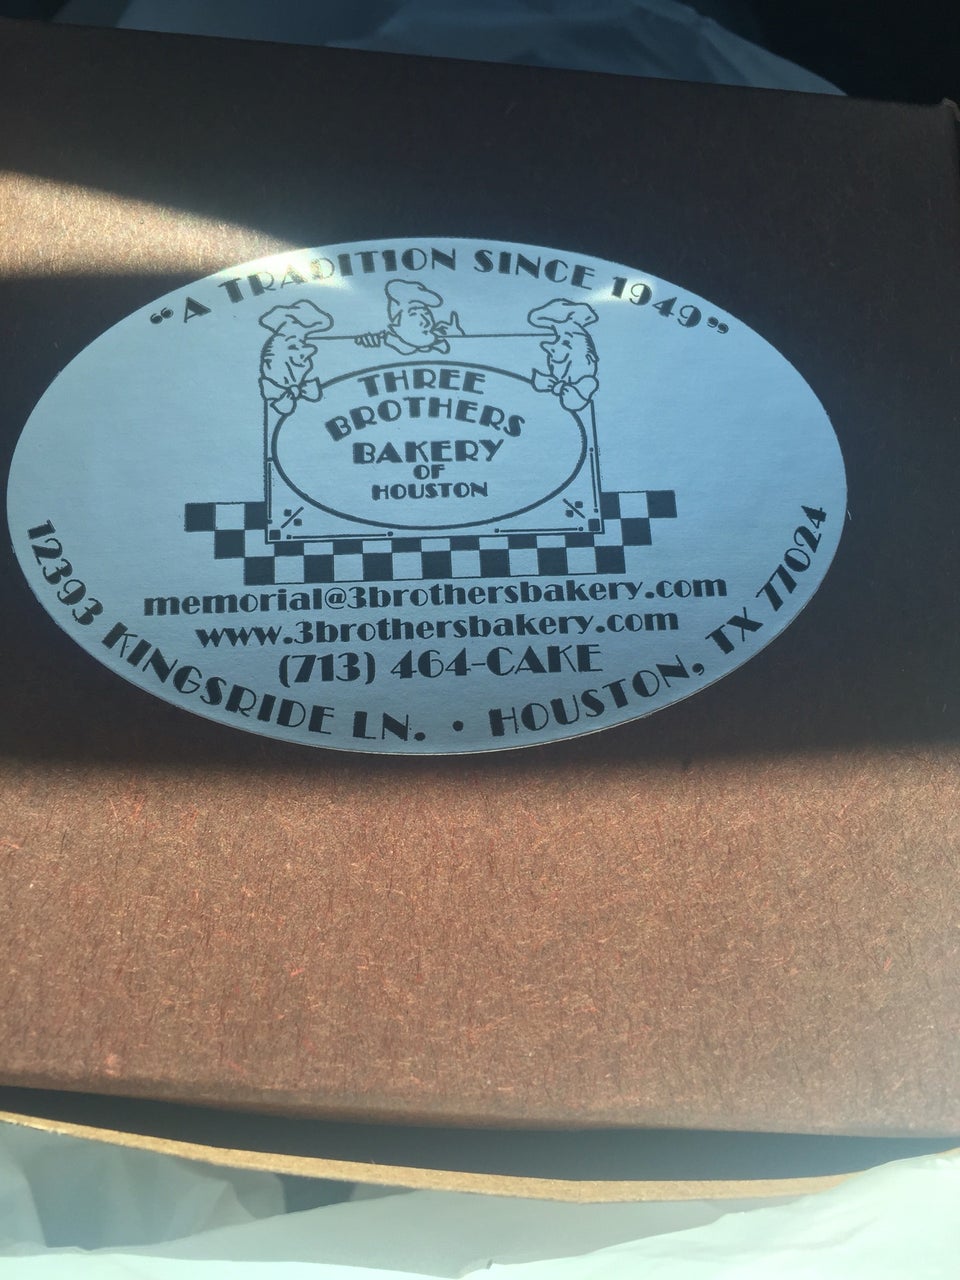 “A TRADITION SINCE 1949”
THREE
BROTHERS
BAKERY
OF
HOUSTON
memorial@3brothersbakery.com
www.3brothersbakery.com
(713) 464-CAKE
12393 KINGSRIDE LN. • HOUSTON, TX 77024